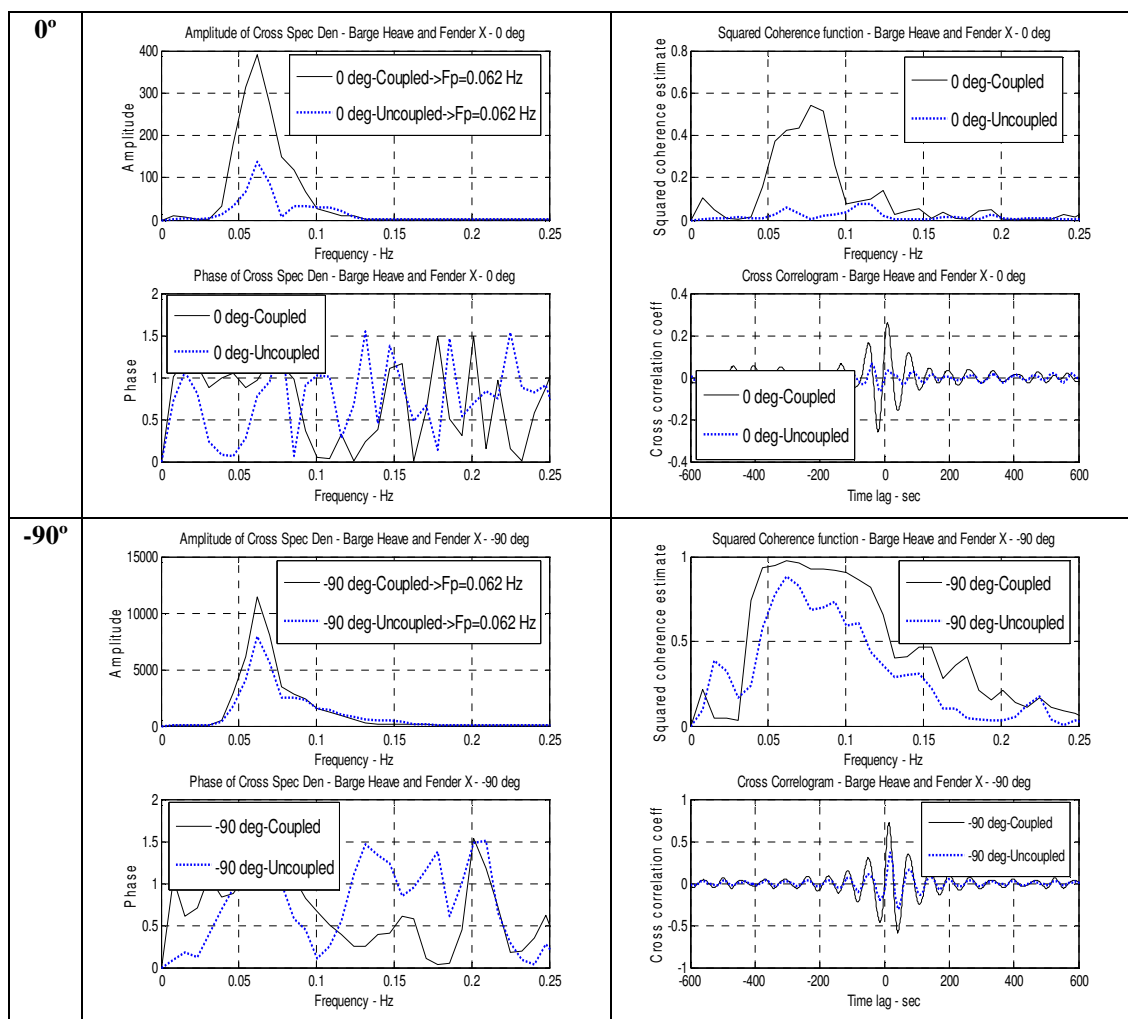 0º
Amplitude of Cross Spec Den - Barge Heave and Fender X - 0 deg
400
300
200
100
0
Amplitude
0 deg-Coupled->Fp=0.062 Hz
0 deg-Uncoupled->Fp=0.062 Hz
0 0.05 0.1 0.15 0.2 0.25
Frequency - Hz
Squared Coherence function - Barge Heave and Fender X - 0 deg
0.8
0.6
0.4
0.2
0
Squared coherence estimate
0 deg-Coupled
0 deg-Uncoupled
0 0.05 0.1 0.15 0.2 0.25
Frequency - Hz
Phase of Cross Spec Den - Barge Heave and Fender X - 0 deg
2
1.5
1
0.5
0
Phase
0 deg-Coupled
0 deg-Uncoupled
0 0.05 0.1 0.15 0.2 0.25
Frequency - Hz
Cross Correlogram - Barge Heave and Fender X - 0 deg
0.4
0.2
0
-0.2
-0.4
Cross correlation coeff
0 deg-Coupled
0 deg-Uncoupled
-600 -400 -200 0 200 400 600
Time lag - sec
-90º
Amplitude of Cross Spec Den - Barge Heave and Fender X - -90 deg
15000
10000
5000
0
Amplitude
-90 deg-Coupled->Fp=0.062 Hz
-90 deg-Uncoupled->Fp=0.062 Hz
0 0.05 0.1 0.15 0.2 0.25
Frequency - Hz
Squared Coherence function - Barge Heave and Fender X - -90 deg
1
0.5
0
Squared coherence estimate
-90 deg-Coupled
-90 deg-Uncoupled
0 0.05 0.1 0.15 0.2 0.25
Frequency - Hz
Phase of Cross Spec Den - Barge Heave and Fender X - -90 deg
2
1.5
1
0.5
0
Phase
-90 deg-Coupled
-90 deg-Uncoupled
0 0.05 0.1 0.15 0.2 0.25
Frequency - Hz
Cross Correlogram - Barge Heave and Fender X - -90 deg
1
0.5
0
-0.5
-1
Cross correlation coeff
-90 deg-Coupled
-90 deg-Uncoupled
-600 -400 -200 0 200 400 600
Time lag - sec